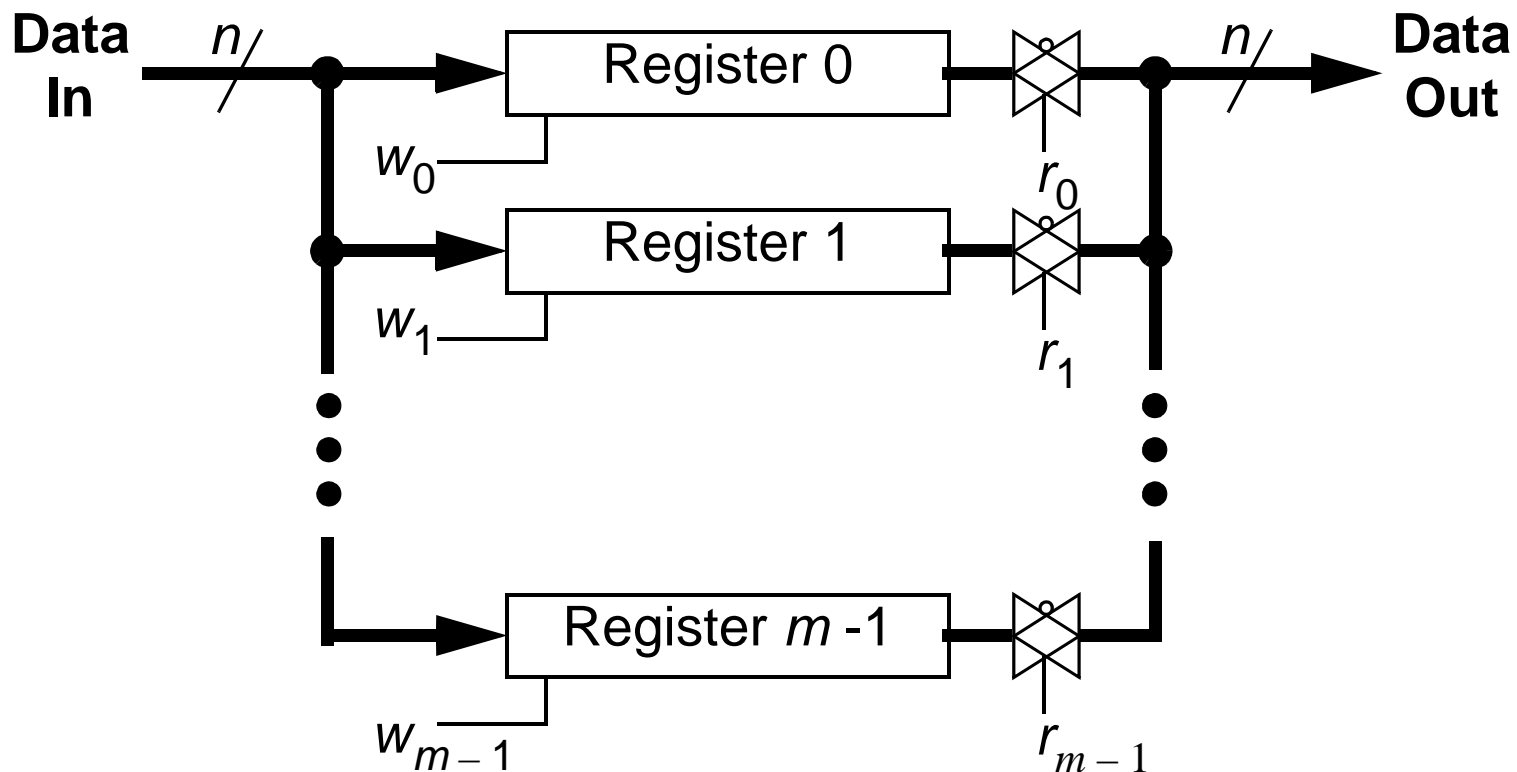 Data
In
n
Register 0
n
Data
Out
w0
r0
Register 1
w1
r1
Register m -1
wm – 1
rm – 1